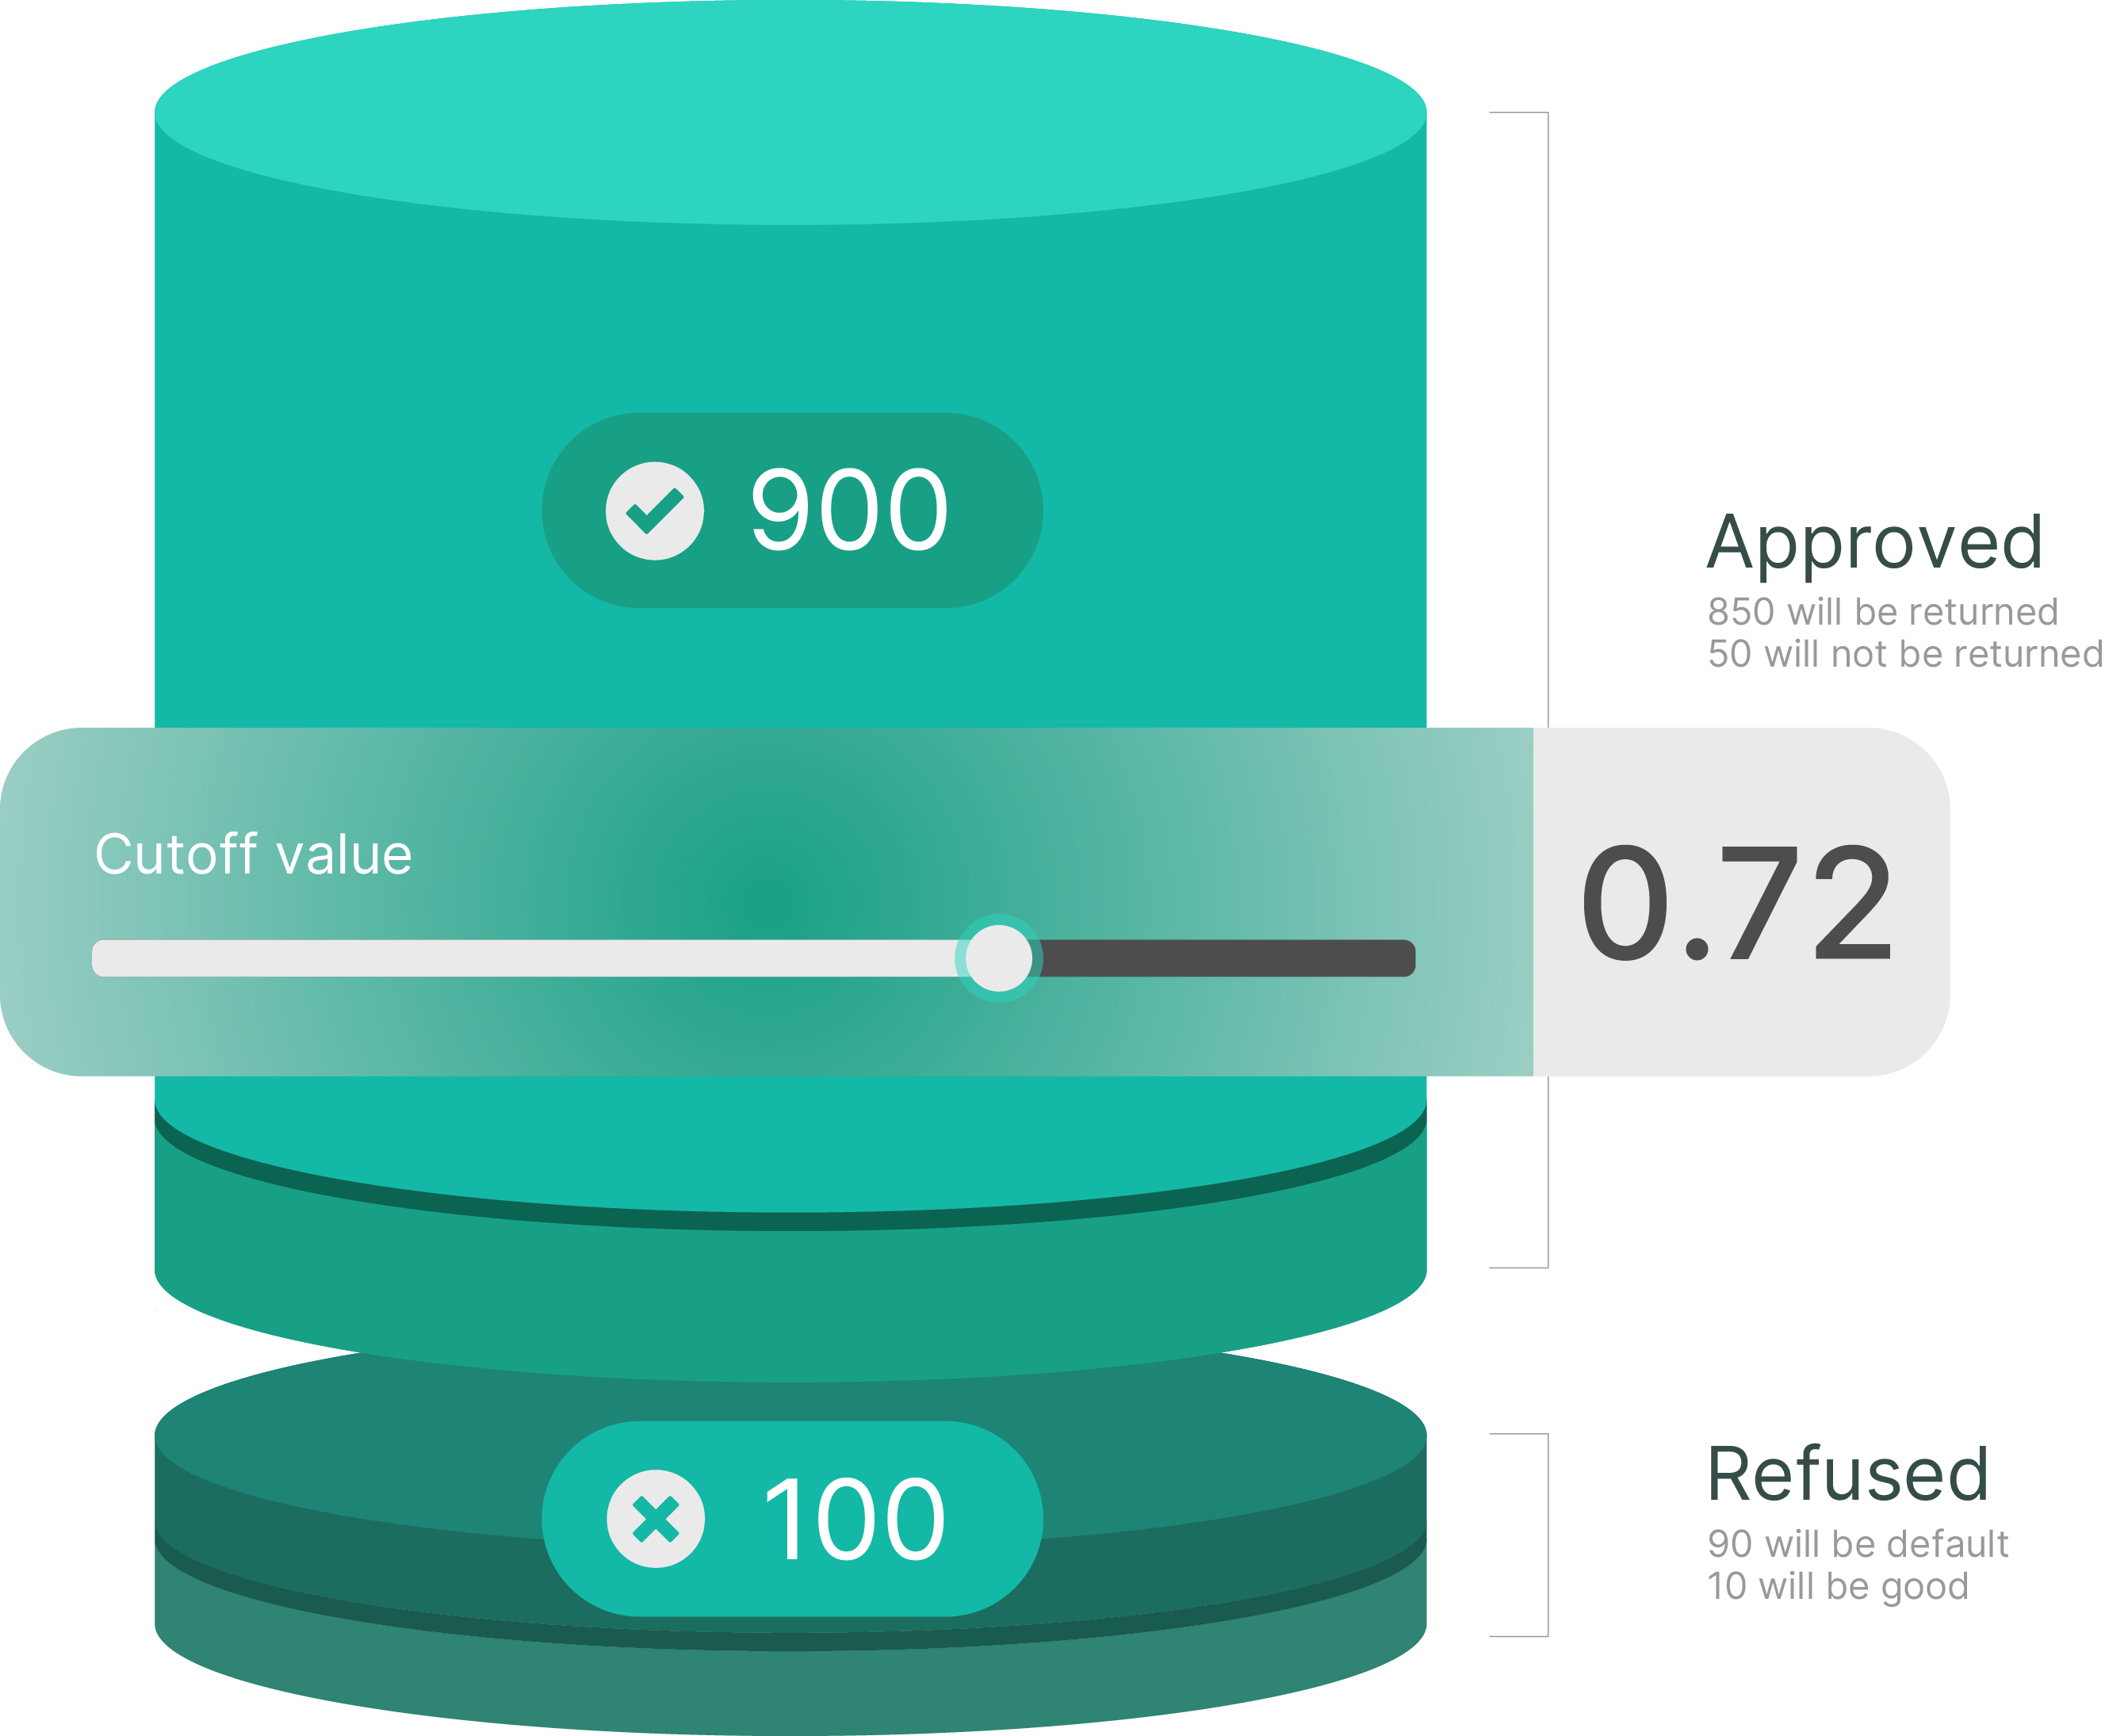 900
Approved
850 will be returned
50 will not be returned
Cutoff value
0.72
100
Refused
90 will be default
10 will be good